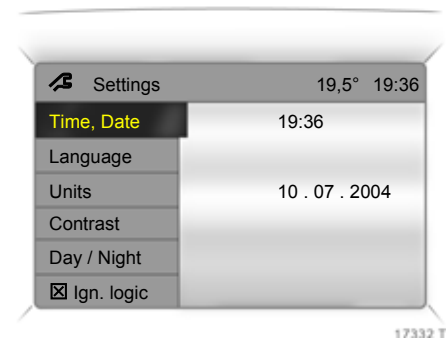 Settings 19,5° 19:36
Time, Date 19:36
Language
Units 10 . 07 . 2004
Contrast
Day / Night
☒ Ign. logic
17332 T